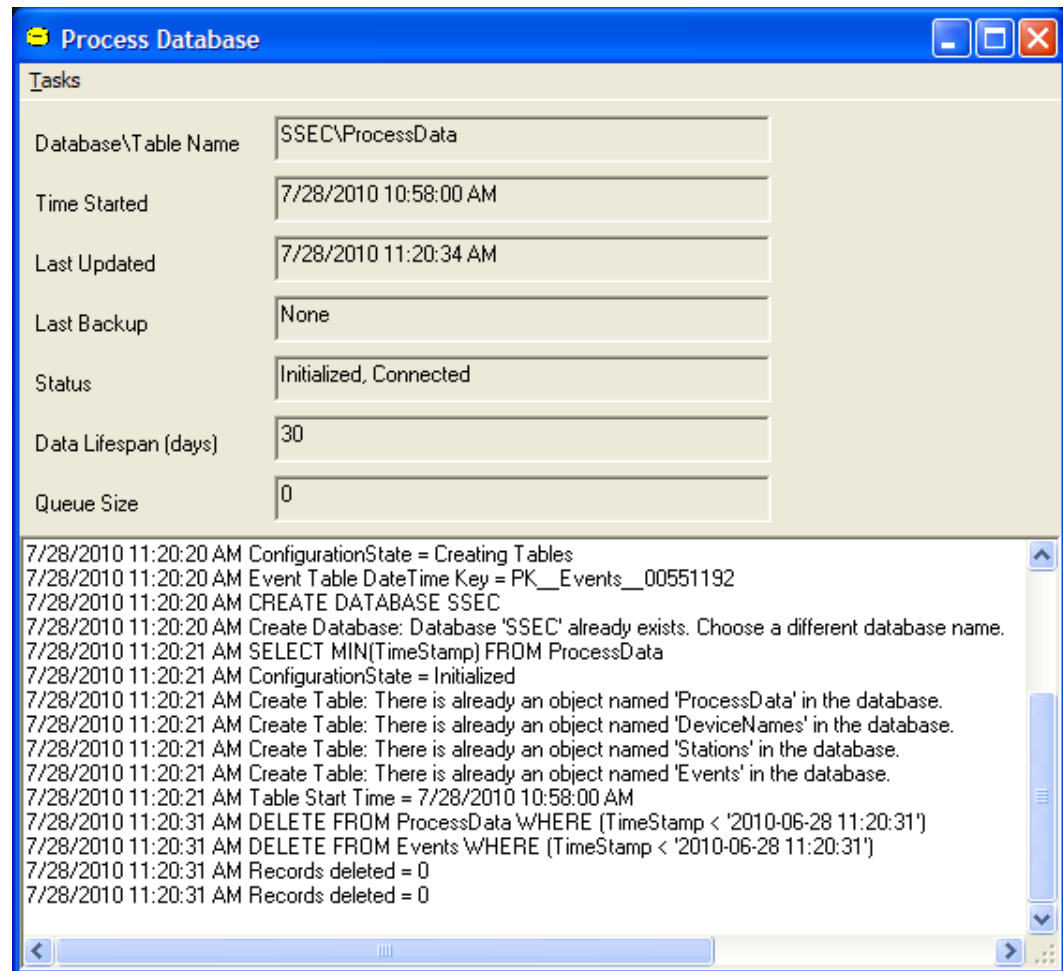 Process Database
Tasks
Database\Table Name SSEC\ProcessData
Time Started 7/28/2010 10:58:00 AM
Last Updated 7/28/2010 11:20:34 AM
Last Backup None
Status Initialized, Connected
Data Lifespan (days) 30
Queue Size 0
7/28/2010 11:20:20 AM ConfigurationState = Creating Tables
7/28/2010 11:20:20 AM Event Table DateTime Key = PK__Events__00551192
7/28/2010 11:20:20 AM CREATE DATABASE SSEC
7/28/2010 11:20:20 AM Create Database: Database 'SSEC' already exists. Choose a different database name.
7/28/2010 11:20:21 AM SELECT MIN(TimeStamp) FROM ProcessData
7/28/2010 11:20:21 AM ConfigurationState = Initialized
7/28/2010 11:20:21 AM Create Table: There is already an object named 'ProcessData' in the database.
7/28/2010 11:20:21 AM Create Table: There is already an object named 'DeviceNames' in the database.
7/28/2010 11:20:21 AM Create Table: There is already an object named 'Stations' in the database.
7/28/2010 11:20:21 AM Create Table: There is already an object named 'Events' in the database.
7/28/2010 11:20:21 AM Table Start Time = 7/28/2010 10:58:00 AM
7/28/2010 11:20:31 AM DELETE FROM ProcessData WHERE (TimeStamp < '2010-06-28 11:20:31')
7/28/2010 11:20:31 AM DELETE FROM Events WHERE (TimeStamp < '2010-06-28 11:20:31')
7/28/2010 11:20:31 AM Records deleted = 0
7/28/2010 11:20:31 AM Records deleted = 0